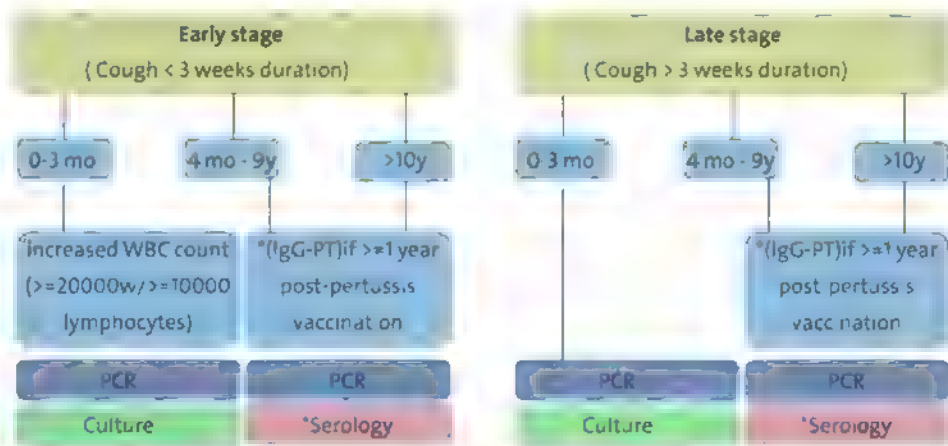 Early stage
(Cough < 3 weeks duration)
0-3 mo
4 mo - 9y
>10y
increased WBC count
(>=20000w/>=10000
lymphocytes)
*(IgG-PT)if >=1 year
post-pertussis
vaccination
PCR
PCR
Culture
*Serology
Late stage
(Cough > 3 weeks duration)
0-3 mo
4 mo - 9y
>10y
*(IgG-PT)if >=1 year
post pertussis
vaccination
PCR
PCR
Culture
*Serology